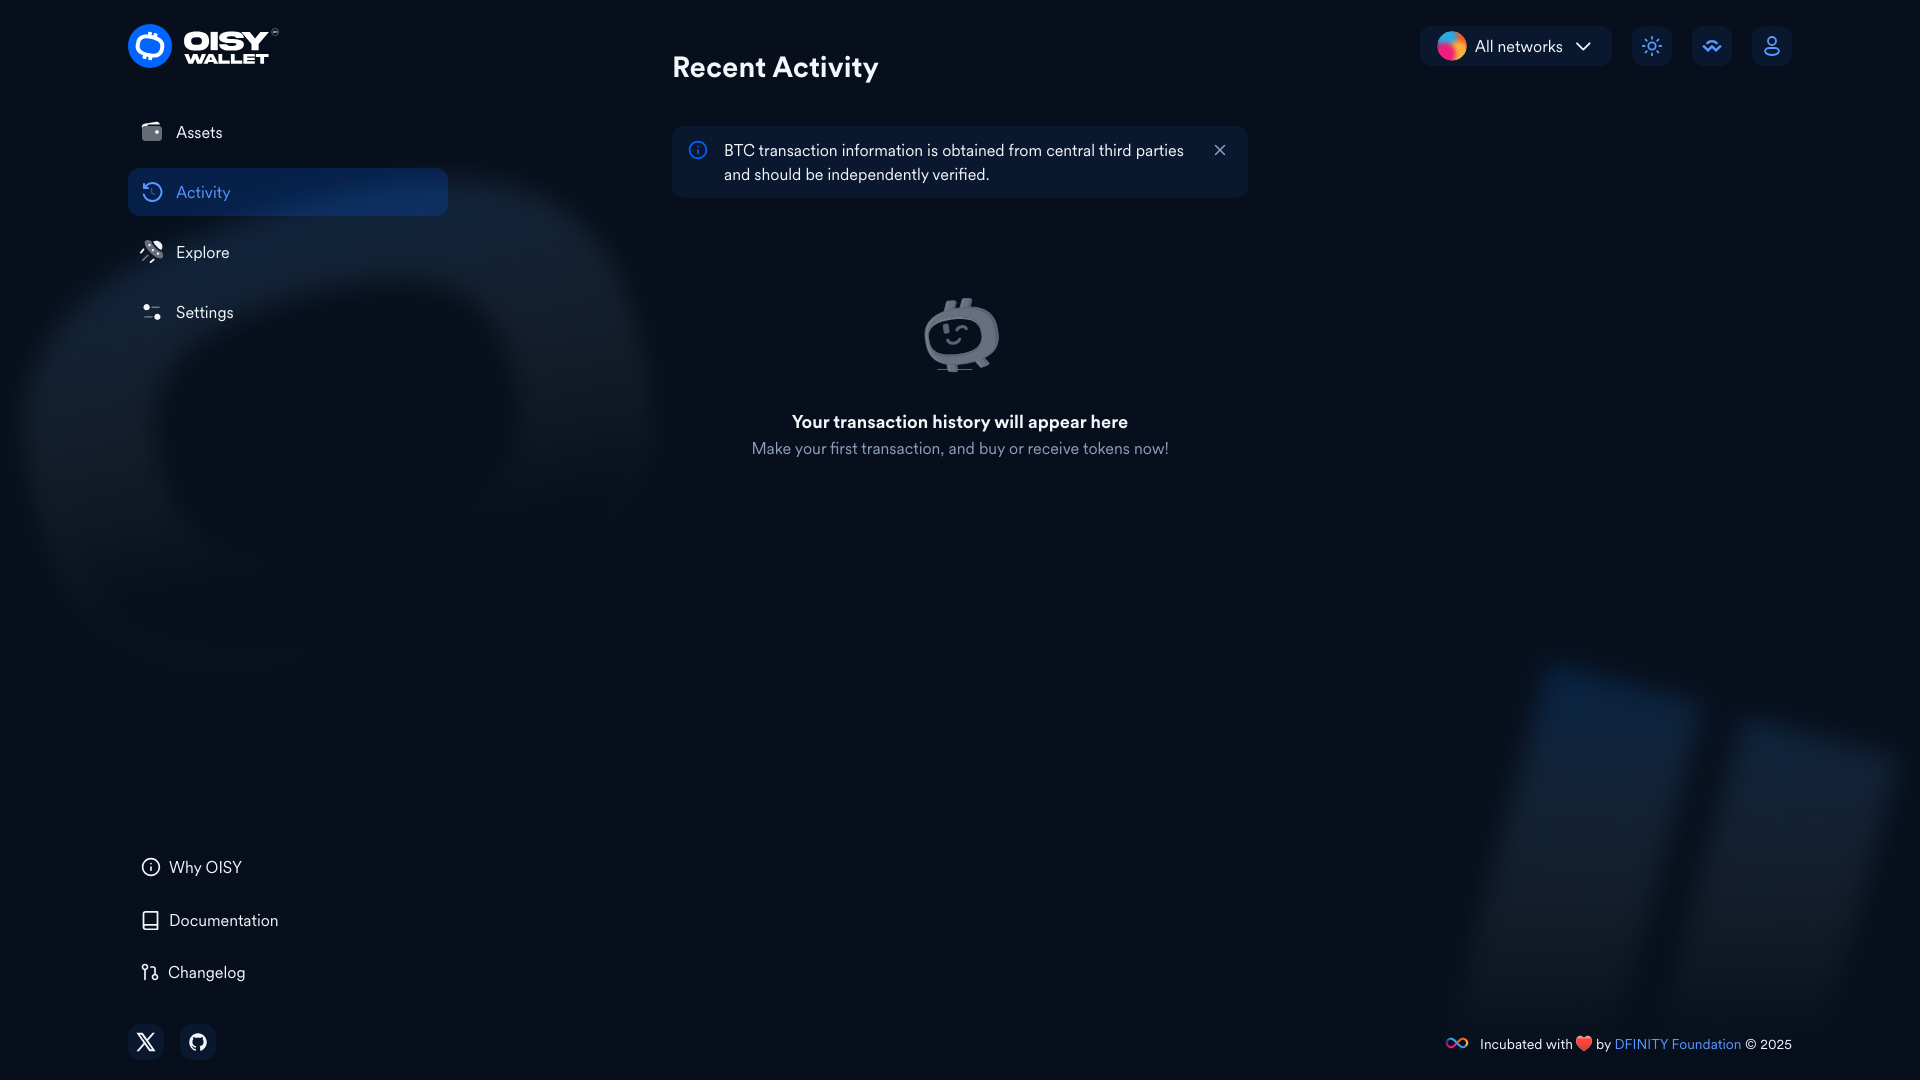 OISY
WALLET
Assets
Activity
Explore
Settings
Recent Activity
All networks
BTC transaction information is obtained from central third parties
and should be independently verified.
Your transaction history will appear here
Make your first transaction, and buy or receive tokens now!
Why OISY
Documentation
Changelog
Incubated with ❤️ by DFINITY Foundation © 2025